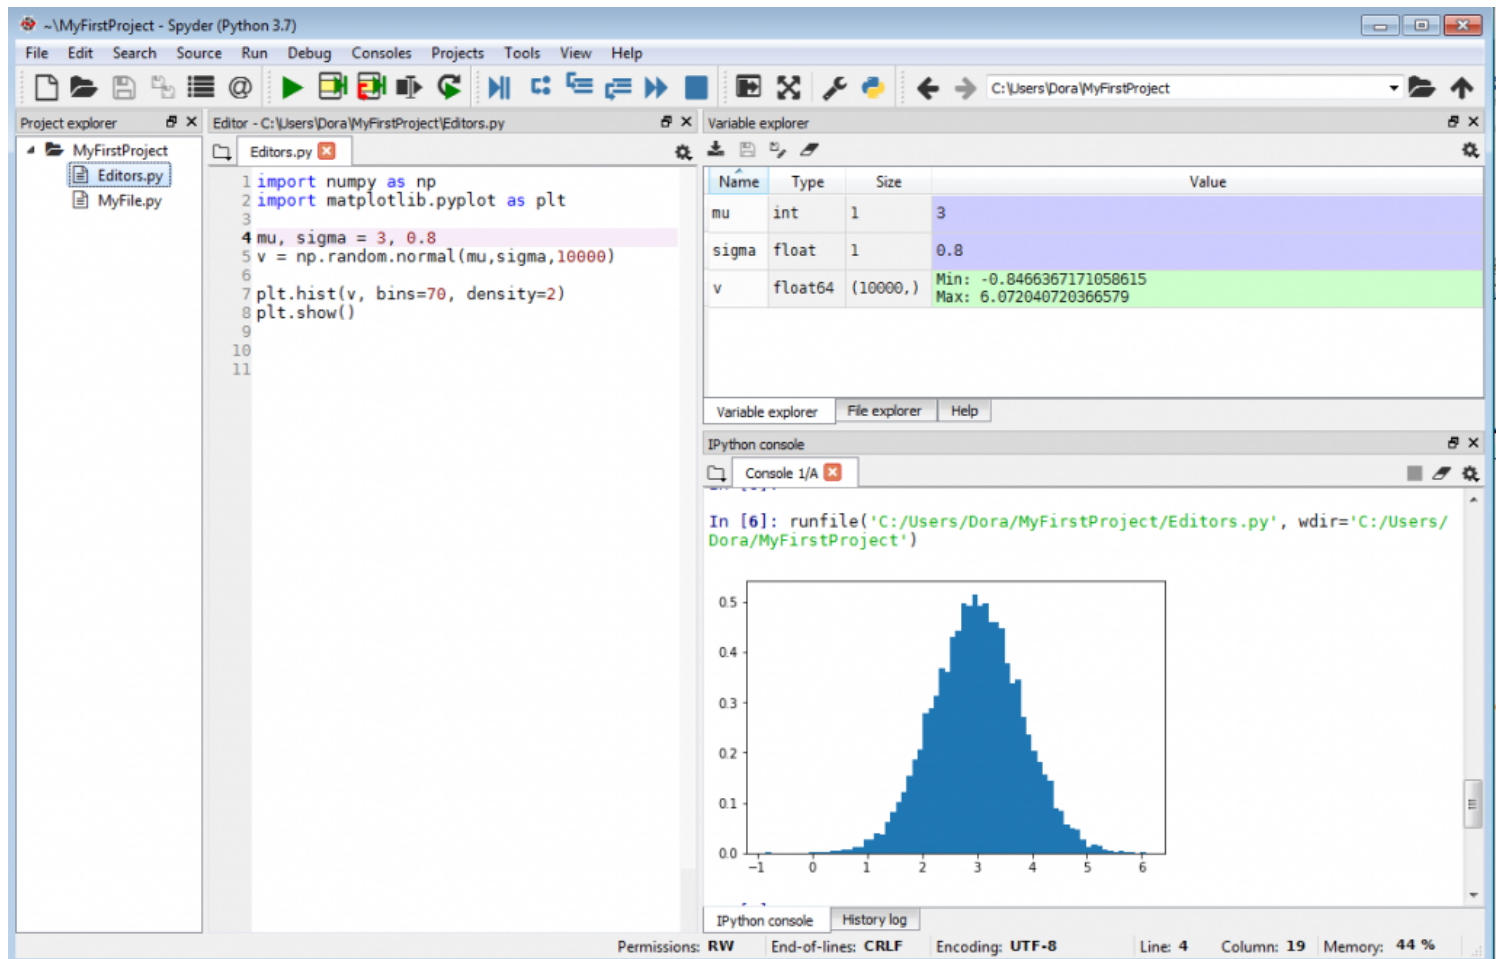 ~\MyFirstProject - Spyder (Python 3.7)
File Edit Search Source Run Debug Consoles Projects Tools View Help
C:\Users\Dora\MyFirstProject
Project explorer
MyFirstProject
Editors.py
MyFile.py
Editor - C:\Users\Dora\MyFirstProject\Editors.py
Editors.py
1 import numpy as np
2 import matplotlib.pyplot as plt
3
4 mu, sigma = 3, 0.8
5 v = np.random.normal(mu,sigma,10000)
6
7 plt.hist(v, bins=70, density=2)
8 plt.show()
9
10
11
Variable explorer
Name Type Size Value
mu int 1 3
sigma float 1 0.8
v float64 (10000,) Min: -0.8466367171058615
Max: 6.072040720366579
Variable explorer File explorer Help
IPython console
Console 1/A
In [6]: runfile('C:/Users/Dora/MyFirstProject/Editors.py', wdir='C:/Users/
Dora/MyFirstProject')
0.5
0.4
0.3
0.2
0.1
0.0
−1 0 1 2 3 4 5 6
IPython console History log
Permissions: RW End-of-lines: CRLF Encoding: UTF-8 Line: 4 Column: 19 Memory: 44 %